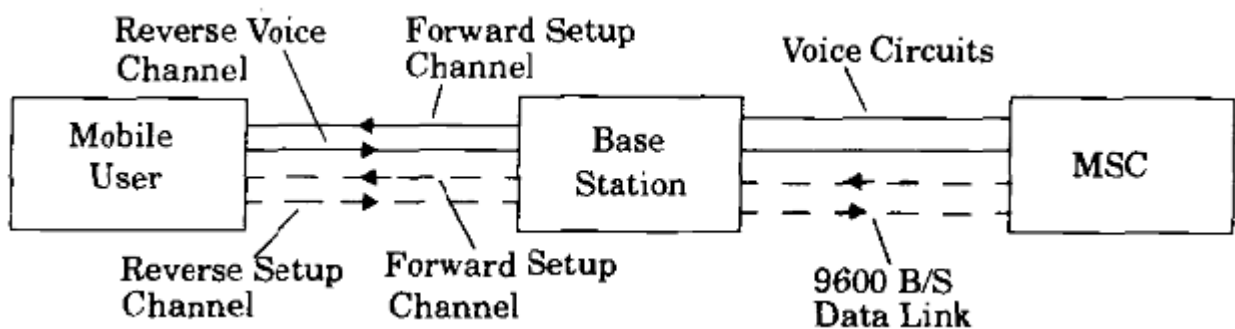 Reverse Voice
Channel
Forward Setup
Channel
Voice Circuits
Mobile
User
Base
Station
MSC
Reverse Setup
Channel
Forward Setup
Channel
9600 B/S
Data Link